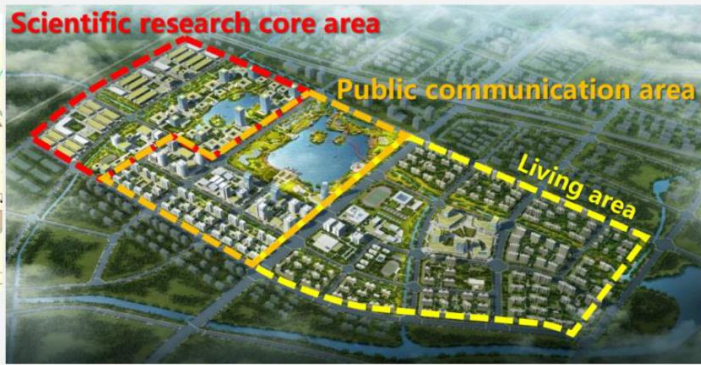 Scientific research core area
Public communication area
Living area